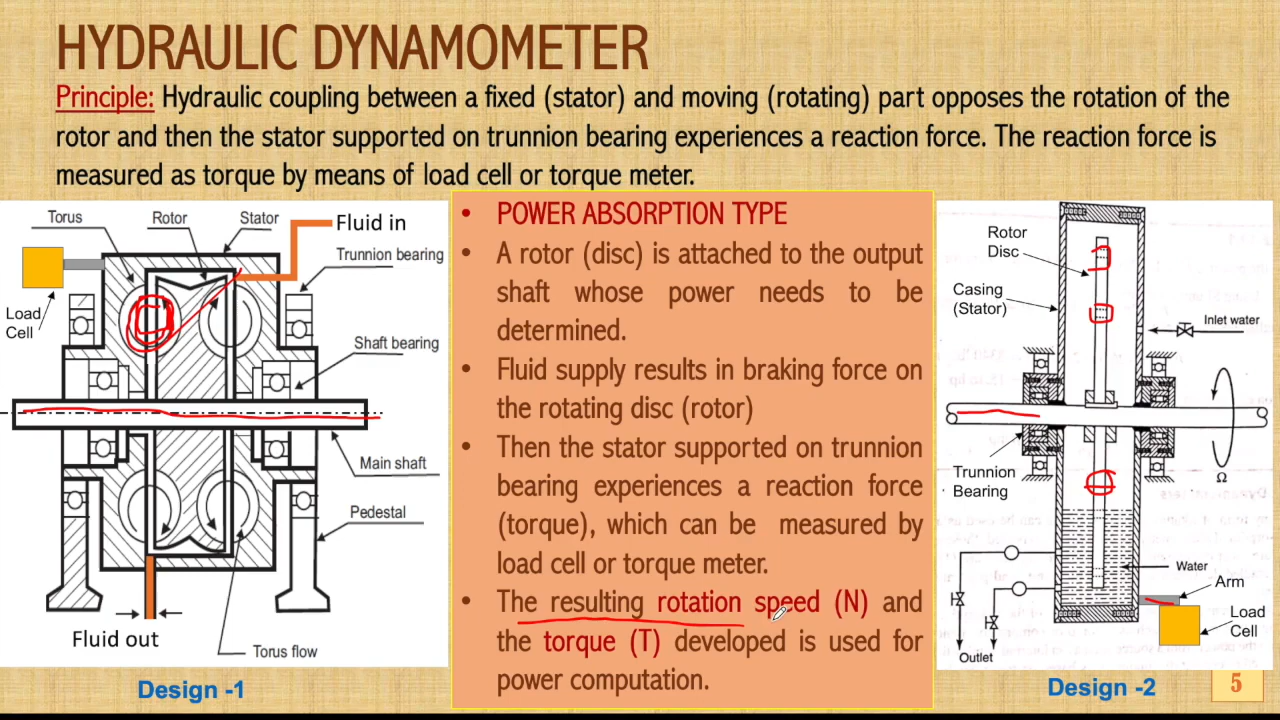 HYDRAULIC DYNAMOMETER
Principle: Hydraulic coupling between a fixed (stator) and moving (rotating) part opposes the rotation of the
rotor and then the stator supported on trunnion bearing experiences a reaction force. The reaction force is
measured as torque by means of load cell or torque meter.
Torus
Rotor
Stator
Fluid in
Trunnion bearing
Load
Cell
Shaft bearing
Main shaft
Pedestal
Fluid out
Torus flow
Design -1
• POWER ABSORPTION TYPE
• A rotor (disc) is attached to the output
shaft whose power needs to be
determined.
• Fluid supply results in braking force on
the rotating disc (rotor)
• Then the stator supported on trunnion
bearing experiences a reaction force
(torque), which can be measured by
load cell or torque meter.
• The resulting rotation speed (N) and
the torque (T) developed is used for
power computation.
Rotor
Disc
Casing
(Stator)
Inlet water
Trunnion
Bearing
Ω
Water
Arm
Load
Cell
Outlet
Design -2
5